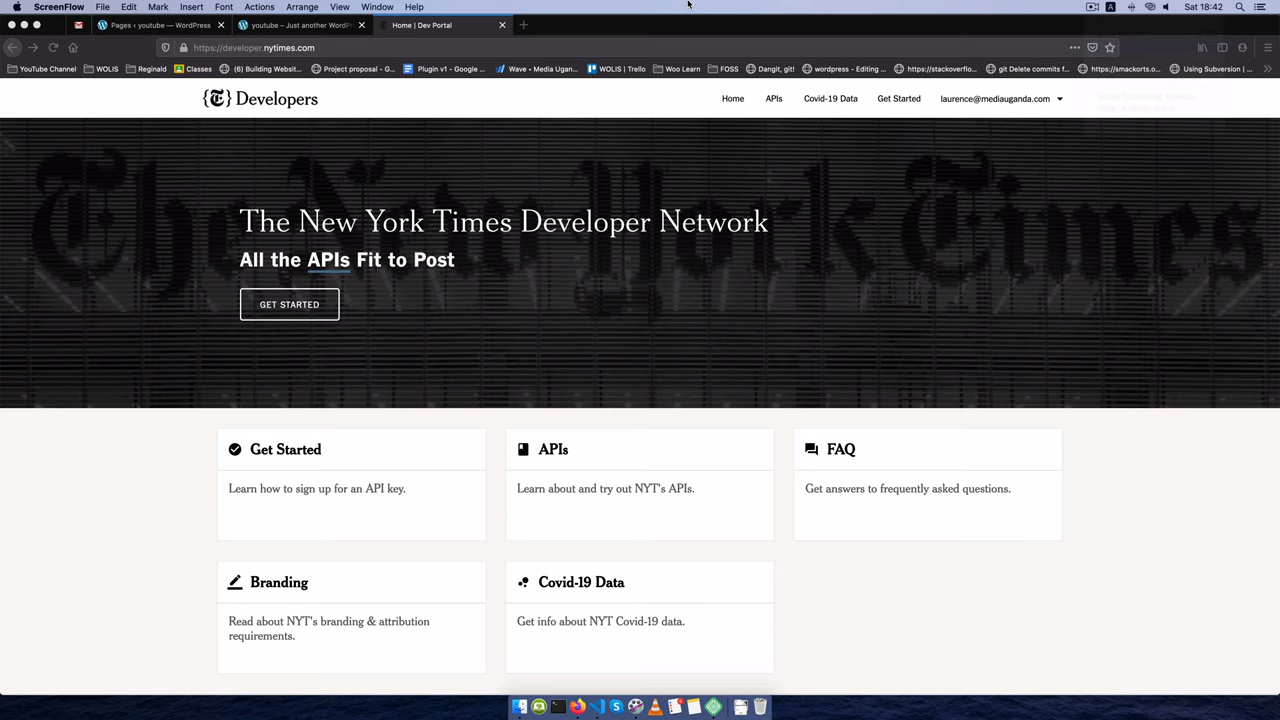 ScreenFlow File Edit Mark Insert Font Actions Arrange View Window Help A Sat 18:42
Pages ‹ youtube — WordPress youtube – Just another WordP Home | Dev Portal
https://developer.nytimes.com
YouTube Channel WOLIS Reginald Classes (6) Building Websit... Project proposal - G... Plugin v1 - Google ... Wave • Media Ugan... WOLIS | Trello Woo Learn FOSS Dangit, git! wordpress - Editing ... https://stackoverflo... git Delete commits f... https://smackorts.o... Using Subversion | ...
{T} Developers Home APIs Covid-19 Data Get Started laurence@mediauganda.com
The New York Times
The New York Times Developer Network
All the APIs Fit to Post
GET STARTED
Get Started APIs FAQ
Learn how to sign up for an API key. Learn about and try out NYT's APIs. Get answers to frequently asked questions.
Branding Covid-19 Data
Read about NYT's branding & attribution Get info about NYT Covid-19 data.
requirements.